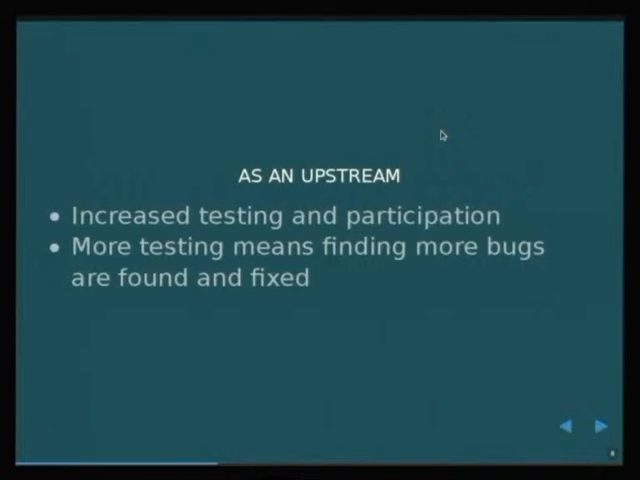 AS AN UPSTREAM
• Increased testing and participation
• More testing means finding more bugs
are found and fixed